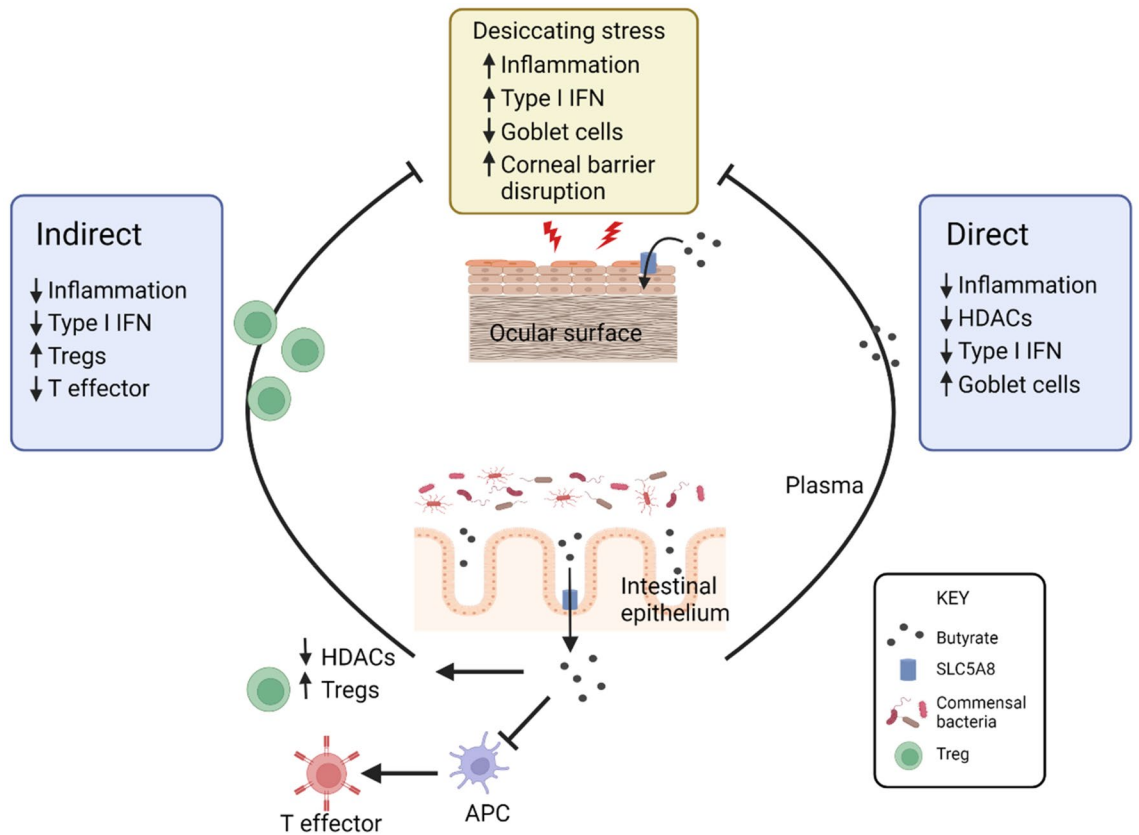 Desiccating stress
↑ Inflammation
↑ Type I IFN
↓ Goblet cells
↑ Corneal barrier
disruption
Indirect
↓ Inflammation
↓ Type I IFN
↑ Tregs
↓ T effector
Direct
↓ Inflammation
↓ HDACs
↓ Type I IFN
↑ Goblet cells
Ocular surface
Plasma
Intestinal
epithelium
↓ HDACs
↑ Tregs
APC
T effector
KEY
Butyrate
SLC5A8
Commensal
bacteria
Treg